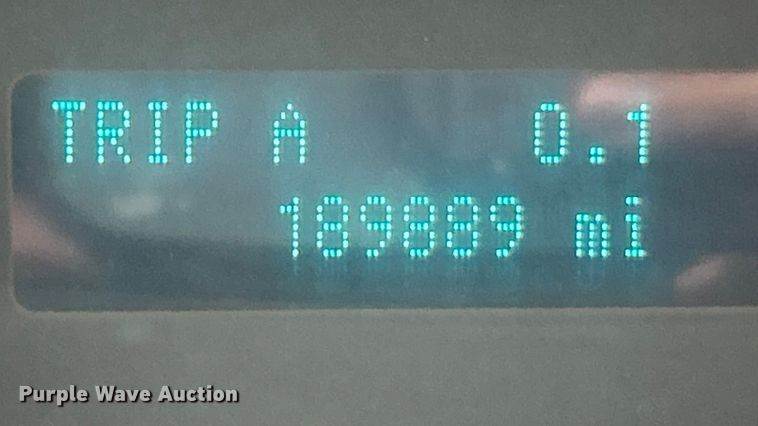 TRIP A 0.1
189889 mi
Purple Wave Auction